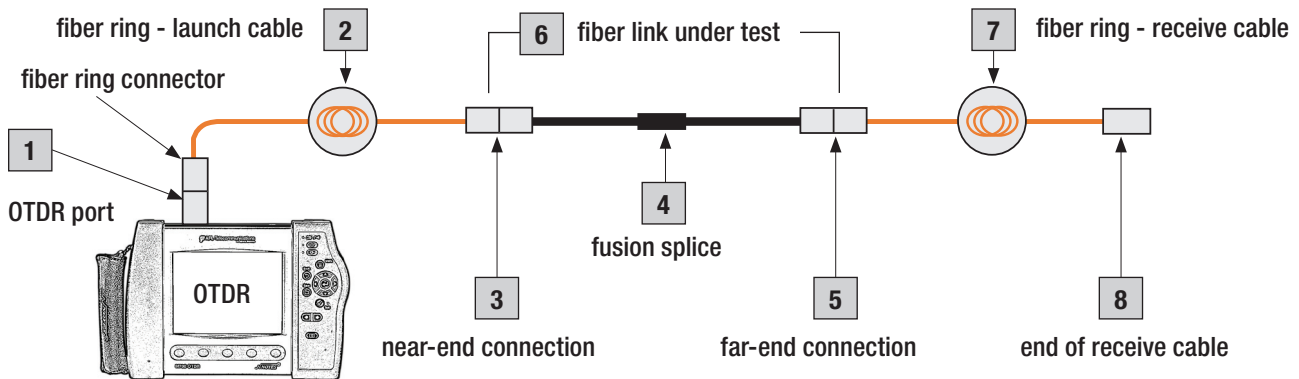 fiber ring - launch cable
2
6
fiber link under test
7
fiber ring - receive cable
fiber ring connector
1
OTDR port
4
fusion splice
OTDR
3
5
8
near-end connection
far-end connection
end of receive cable